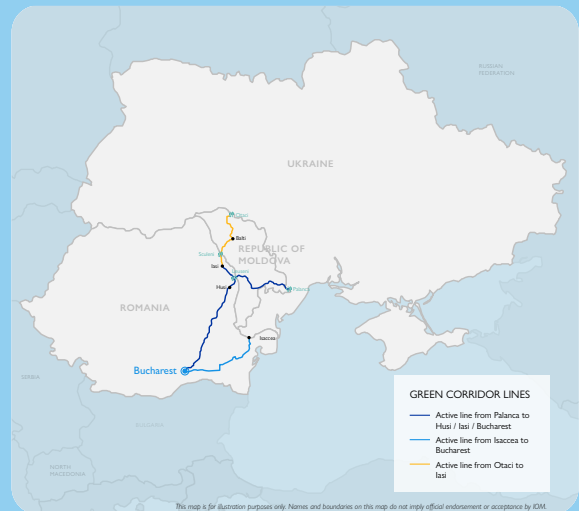 RUSSIAN
FEDERATION
UKRAINE
Otaci
Balti
REPUBLIC OF
MOLDOVA
Sculeni
Iasi
Leuseni
Husi
Palanca
ROMANIA
Isaccea
Bucharest
SERBIA
BULGARIA
NORTH
MACEDONIA
GREEN CORRIDOR LINES
Active line from Palanca to
Husi / Iasi / Bucharest
Active line from Isaccea to
Bucharest
Active line from Otaci to
Iasi
This map is for illustration purposes only. Names and boundaries on this map do not imply official endorsement or acceptance by IOM.